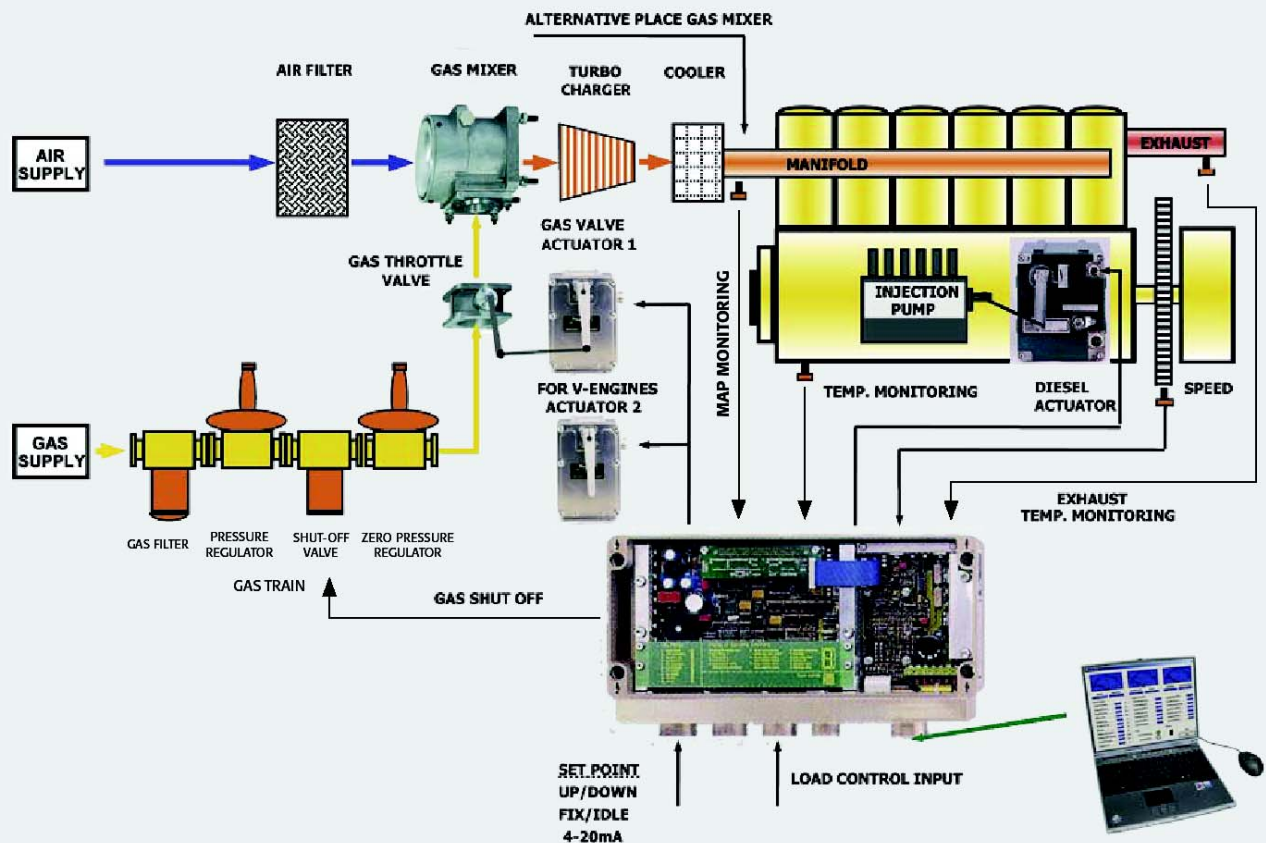 ALTERNATIVE PLACE GAS MIXER
AIR FILTER
GAS MIXER
TURBO
CHARGER
COOLER
AIR
SUPPLY
MANIFOLD
EXHAUST
GAS VALVE
ACTUATOR 1
GAS THROTTLE
VALVE
INJECTION
PUMP
MAP MONITORING
TEMP. MONITORING
DIESEL
ACTUATOR
SPEED
FOR V-ENGINES
ACTUATOR 2
GAS
SUPPLY
GAS FILTER
PRESSURE
REGULATOR
SHUT-OFF
VALVE
ZERO PRESSURE
REGULATOR
GAS TRAIN
EXHAUST
TEMP. MONITORING
GAS SHUT OFF
SET POINT
UP/DOWN
FIX/IDLE
4-20mA
LOAD CONTROL INPUT